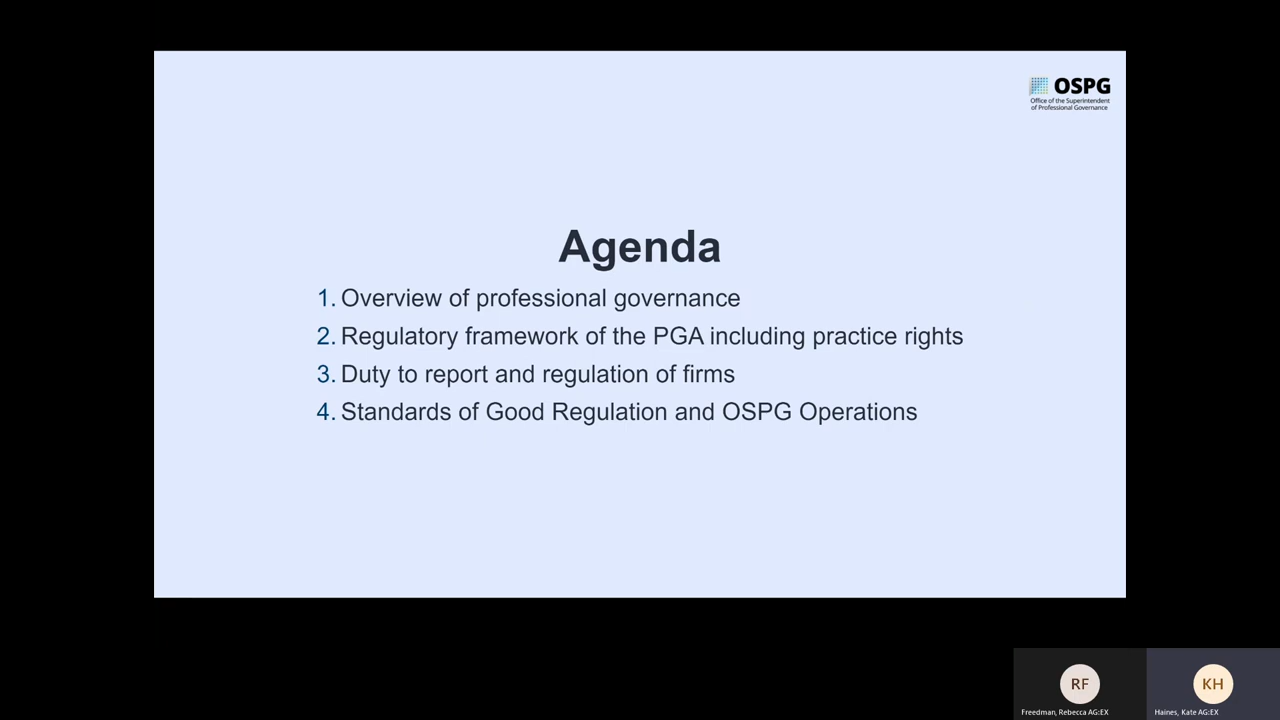 OSPG
Office of the Superintendent
of Professional Governance
Agenda
1. Overview of professional governance
2. Regulatory framework of the PGA including practice rights
3. Duty to report and regulation of firms
4. Standards of Good Regulation and OSPG Operations
RF
KH
Freedman, Rebecca AG:EX
Haines, Kate AG:EX